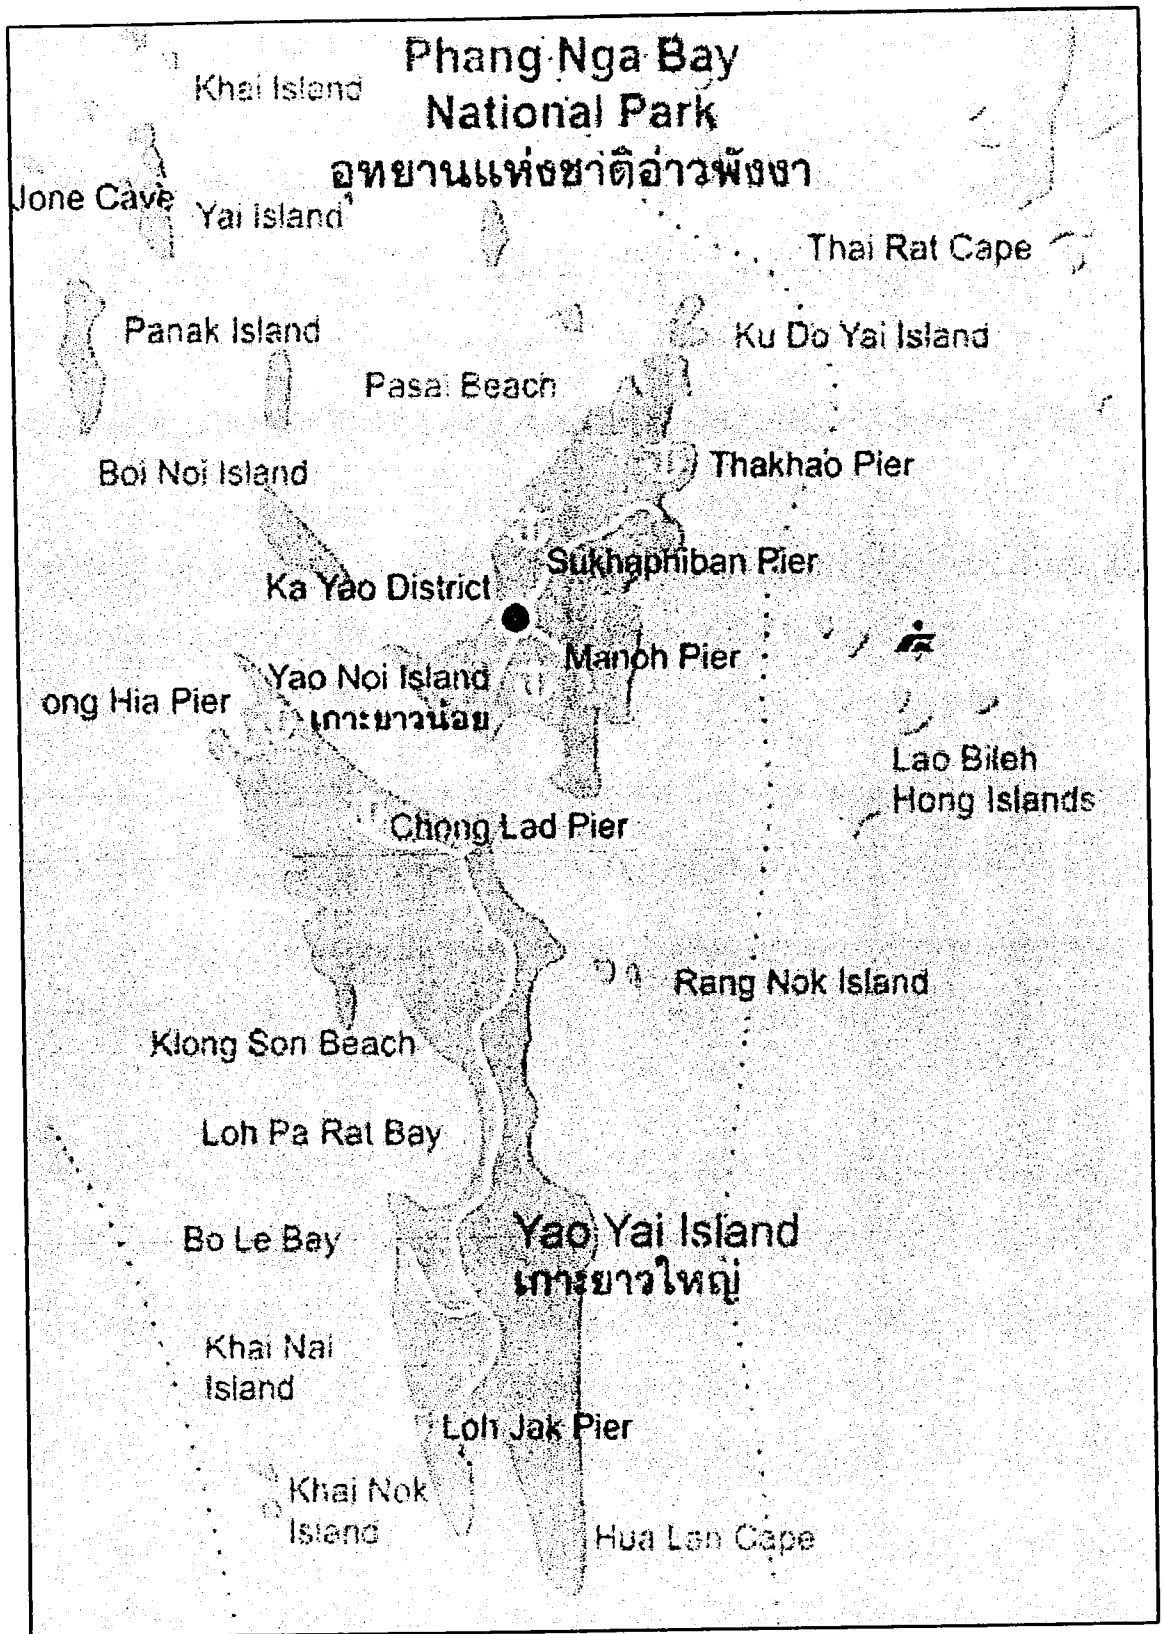 Phang Nga Bay
National Park
อุทยานแห่งชาติอ่าวพังงา
Khai Island
Jone Cave
Yai Island
Thai Rat Cape
Panak Island
Ku Do Yai Island
Pasai Beach
Boi Noi Island
Thakhao Pier
Sukhaphiban Pier
Ka Yao District
Manoh Pier
Yao Noi Island
เกาะยาวน้อย
ong Hia Pier
Lao Bileh
Hong Islands
Chong Lad Pier
Rang Nok Island
Klong Son Beach
Loh Pa Rat Bay
Bo Le Bay
Yao Yai Island
เกาะยาวใหญ่
Khai Nai
Island
Loh Jak Pier
Khai Nok
Island
Hua Lan Cape